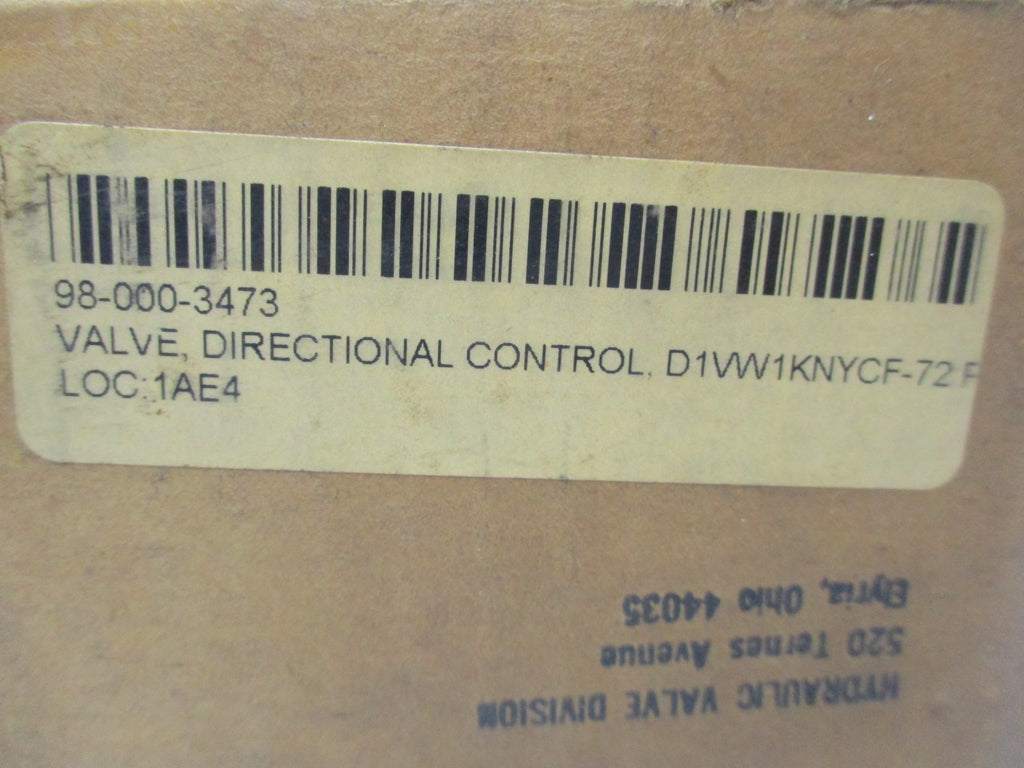 98-000-3473
VALVE, DIRECTIONAL CONTROL, D1VW1KNYCF-72 P
LOC:1AE4
HYDRAULIC VALVE DIVISION
520 Ternes Avenue
Elyria, Ohio 44035